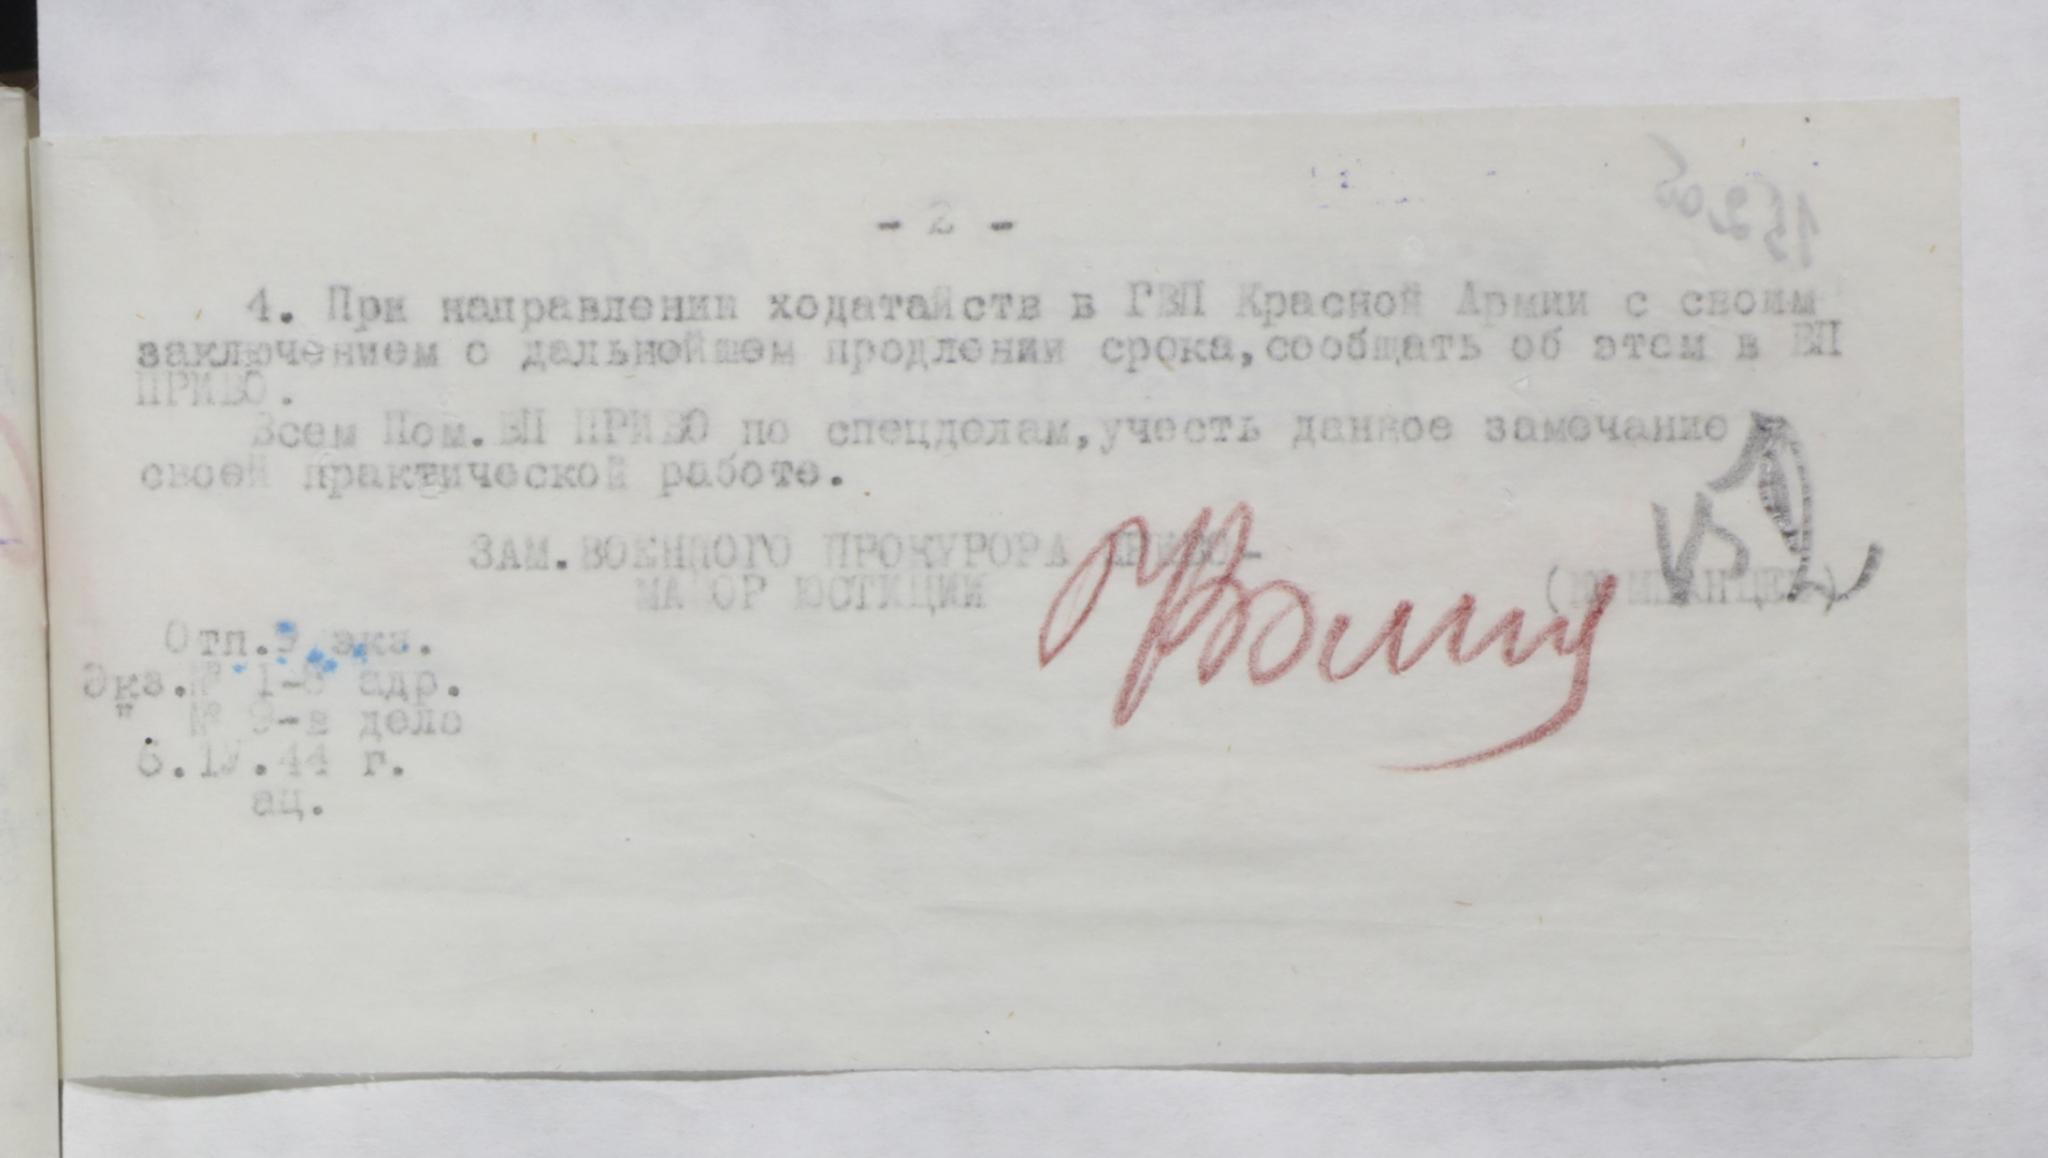 - 2 -
4. При направлении ходатайств в ГВП Красной Армии с своим
заключением о дальнейшем продлении срока,сообщать об этом в ВП
ПРИВО.
Всем Пом.ВП ПРИВО по спецделам,учесть данное замечание в
своей практической работе.
ЗАМ.ВОЕННОГО ПРОКУРОРА ПРИВО-
МАЙОР ЮСТИЦИИ
Отп.9 экз.
Экз.№ 1-8 адр.
" № 9-в дело
6.1У.44 г.
ац.